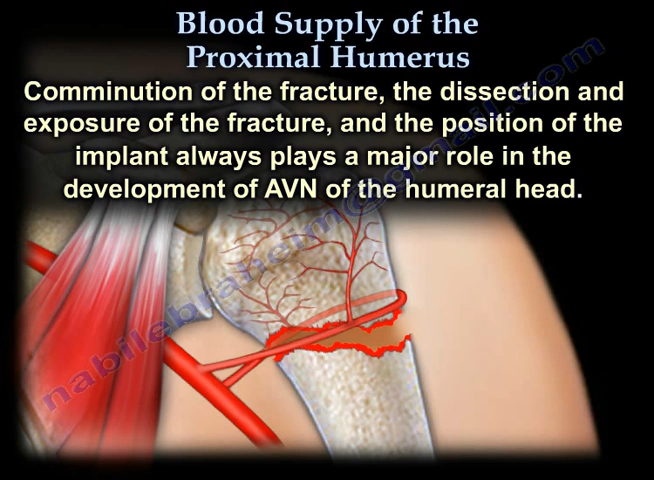 Blood Supply of the
Proximal Humerus
Comminution of the fracture, the dissection and
exposure of the fracture, and the position of the
implant always plays a major role in the
development of AVN of the humeral head.
nabilebraheim@gmail.com